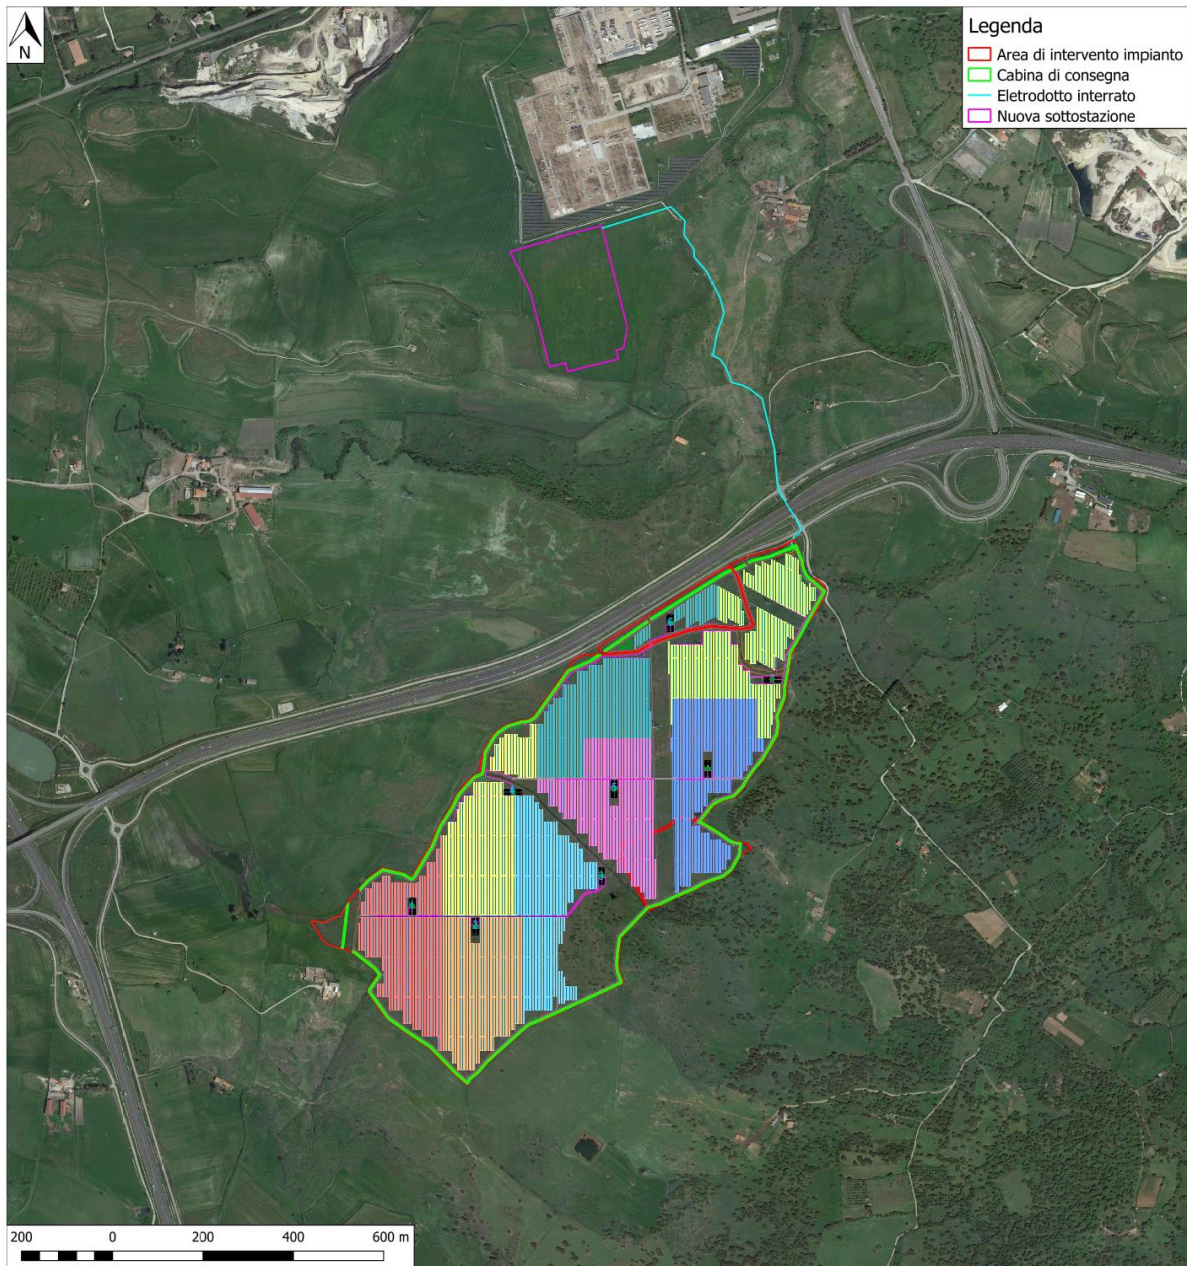 N
Legenda
Area di intervento impianto
Cabina di consegna
Eletrodotto interrato
Nuova sottostazione
200 0 200 400 600 m